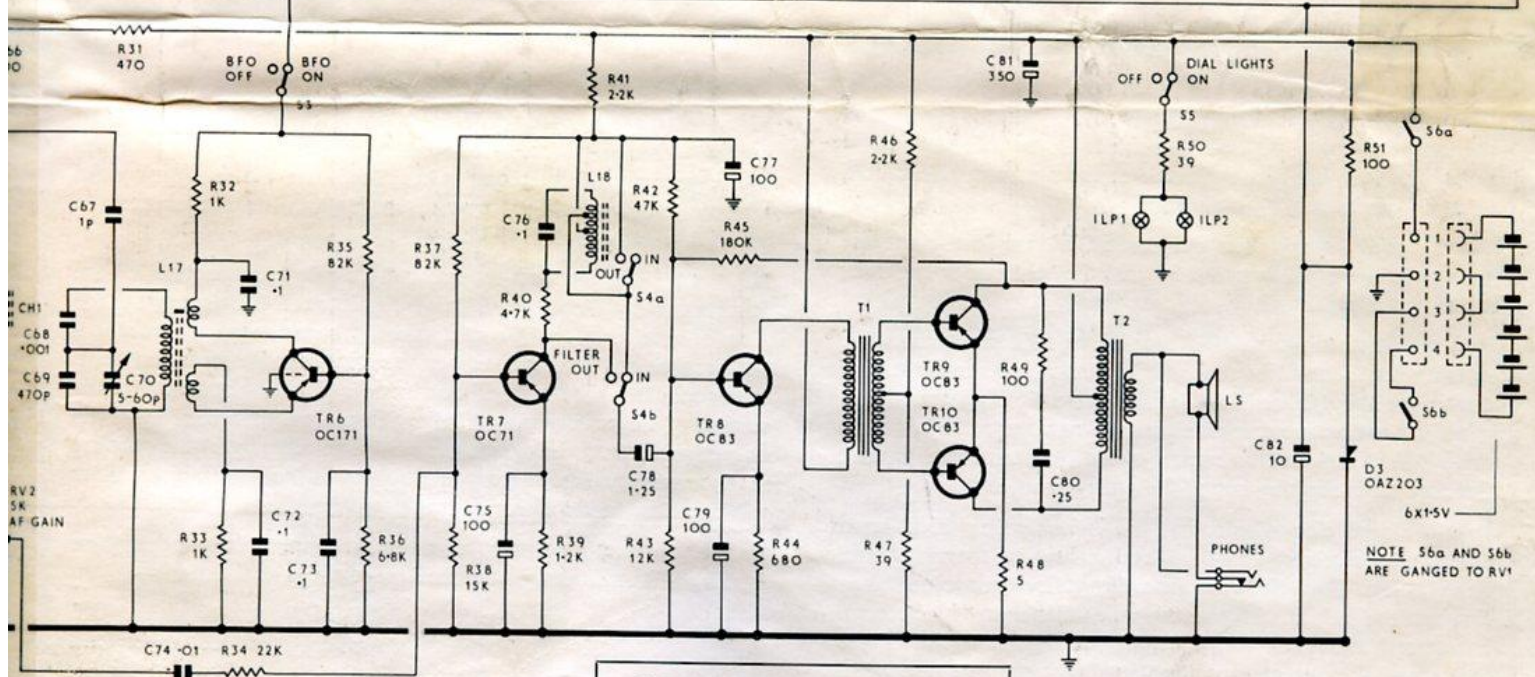 R31
470
BFO
OFF
BFO
ON
S3
R41
2·2K
C81
350
OFF
DIAL LIGHTS
ON
S5
R50
39
R51
100
S6a
R46
2·2K
C77
100
L18
R42
47K
R32
1K
C67
1P
C76
·1
R45
180K
ILP1
ILP2
R35
82K
R37
82K
L17
C71
·1
OUT
IN
S4a
R40
4·7K
1
2
3
4
CH1
C68
·001
C69
470P
C70
5-60P
FILTER
OUT
IN
S4b
T1
T2
TR9
OC83
R49
100
TR10
OC83
LS
S6b
TR6
OC171
TR7
OC71
TR8
OC83
C78
1·25
C80
·25
C82
10
D3
OAZ203
6X1·5V
RV2
5K
AF GAIN
R33
1K
C72
·1
C73
·1
R36
6·8K
C75
100
R38
15K
R39
1·2K
R43
12K
C79
100
R44
680
R47
39
R48
5
PHONES
NOTE S6a AND S6b
ARE GANGED TO RV1
C74 ·01
R34 22K